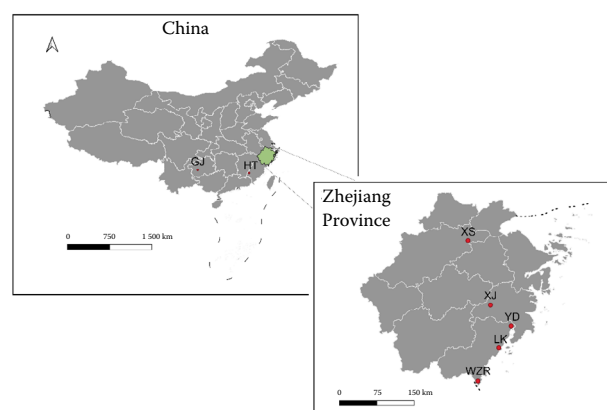 China
GJ
HT
0 750 1 500 km
Zhejiang
Province
XS
XJ
YD
LK
WZR
0 75 150 km